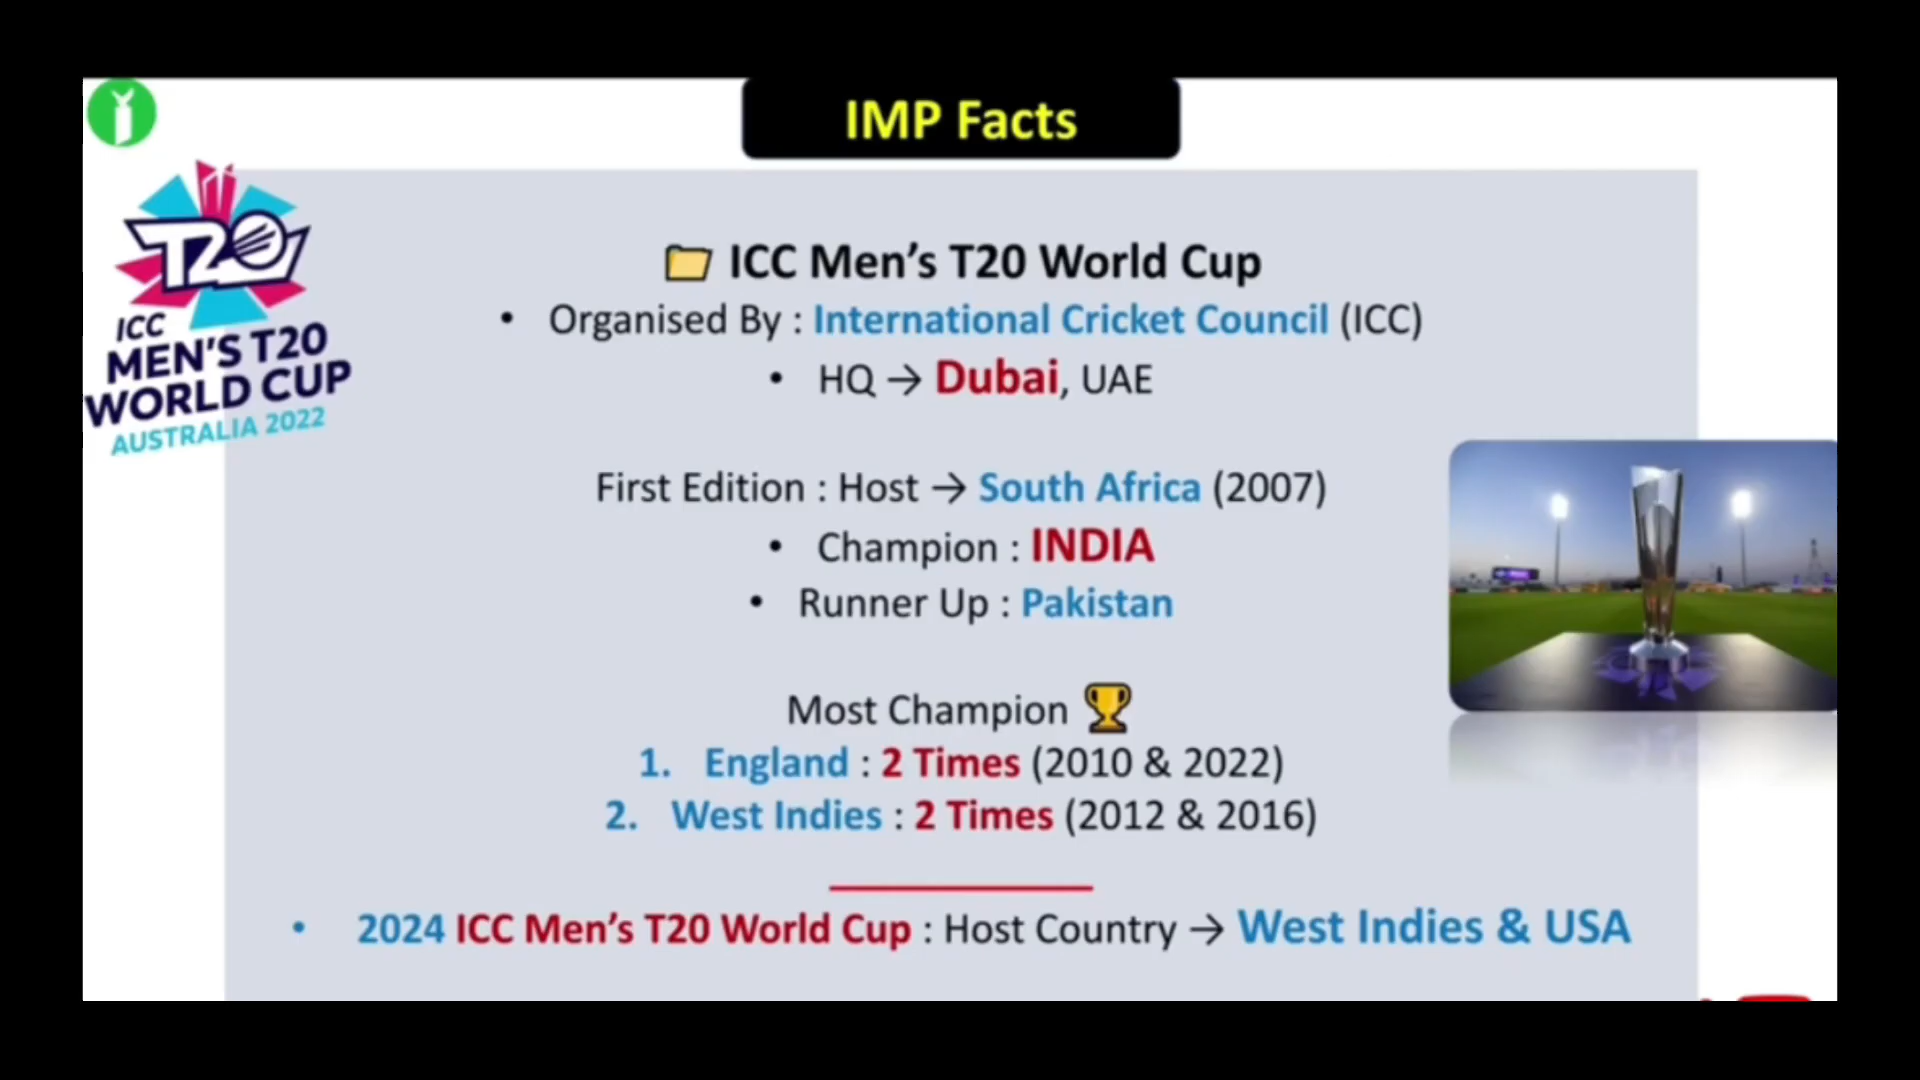 IMP Facts
T20
ICC
MEN'S T20
WORLD CUP
AUSTRALIA 2022
ICC Men's T20 World Cup
• Organised By : International Cricket Council (ICC)
• HQ → Dubai, UAE
First Edition : Host → South Africa (2007)
• Champion : INDIA
• Runner Up : Pakistan
Most Champion
1. England : 2 Times (2010 & 2022)
2. West Indies : 2 Times (2012 & 2016)
• 2024 ICC Men's T20 World Cup : Host Country → West Indies & USA